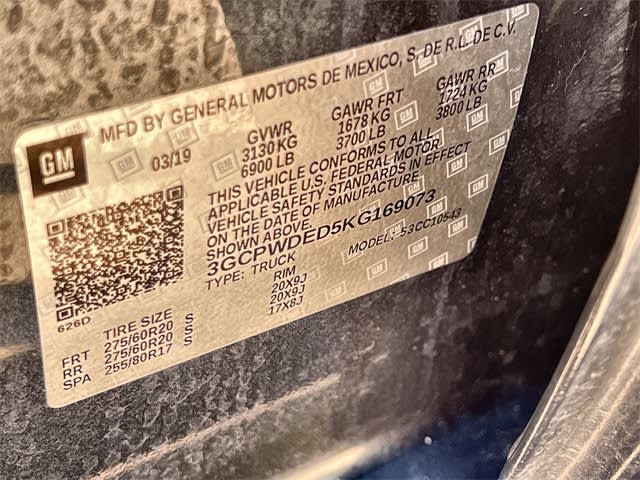 MFD BY GENERAL MOTORS DE MEXICO, S. DE R.L. DE C.V.
GM
03/19
GVWR GAWR FRT GAWR RR
3130 KG 1678 KG 1724 KG
6900 LB 3700 LB 3800 LB
THIS VEHICLE CONFORMS TO ALL
APPLICABLE U.S. FEDERAL MOTOR
VEHICLE SAFETY STANDARDS IN EFFECT
ON THE DATE OF MANUFACTURE
SHOWN ABOVE.
3GCPWDED5KG169073
TYPE: TRUCK MODEL: 53CC10543
626D
TIRE SIZE RIM
FRT 275/60R20 S 20X9J
RR 275/60R20 S 20X9J
SPA 255/80R17 S 17X8J